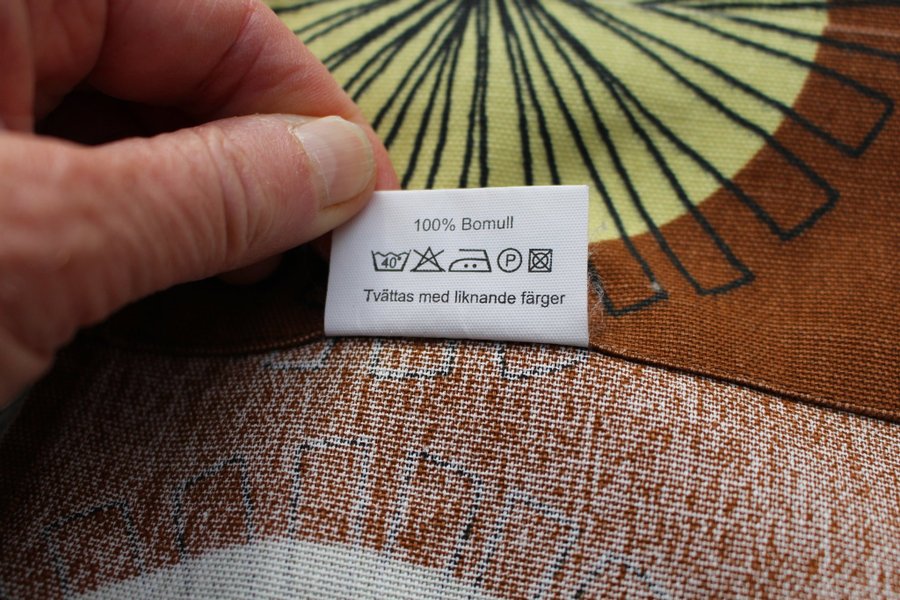 100% Bomull
40° P
Tvättas med liknande färger